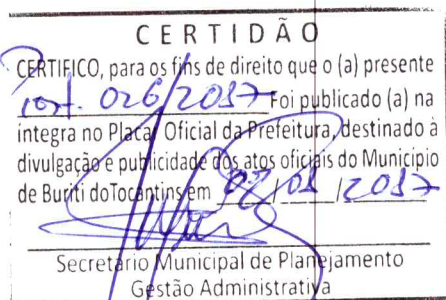 CERTIDÃO
CERTIFICO, para os fins de direito que o (a) presente
Port. 026/2017 Foi publicado (a) na
íntegra no Placar Oficial da Prefeitura, destinado à
divulgação e publicidade dos atos oficiais do Município
de Buriti do Tocantins em 02/01/2017
Secretário Municipal de Planejamento
Gestão Administrativa